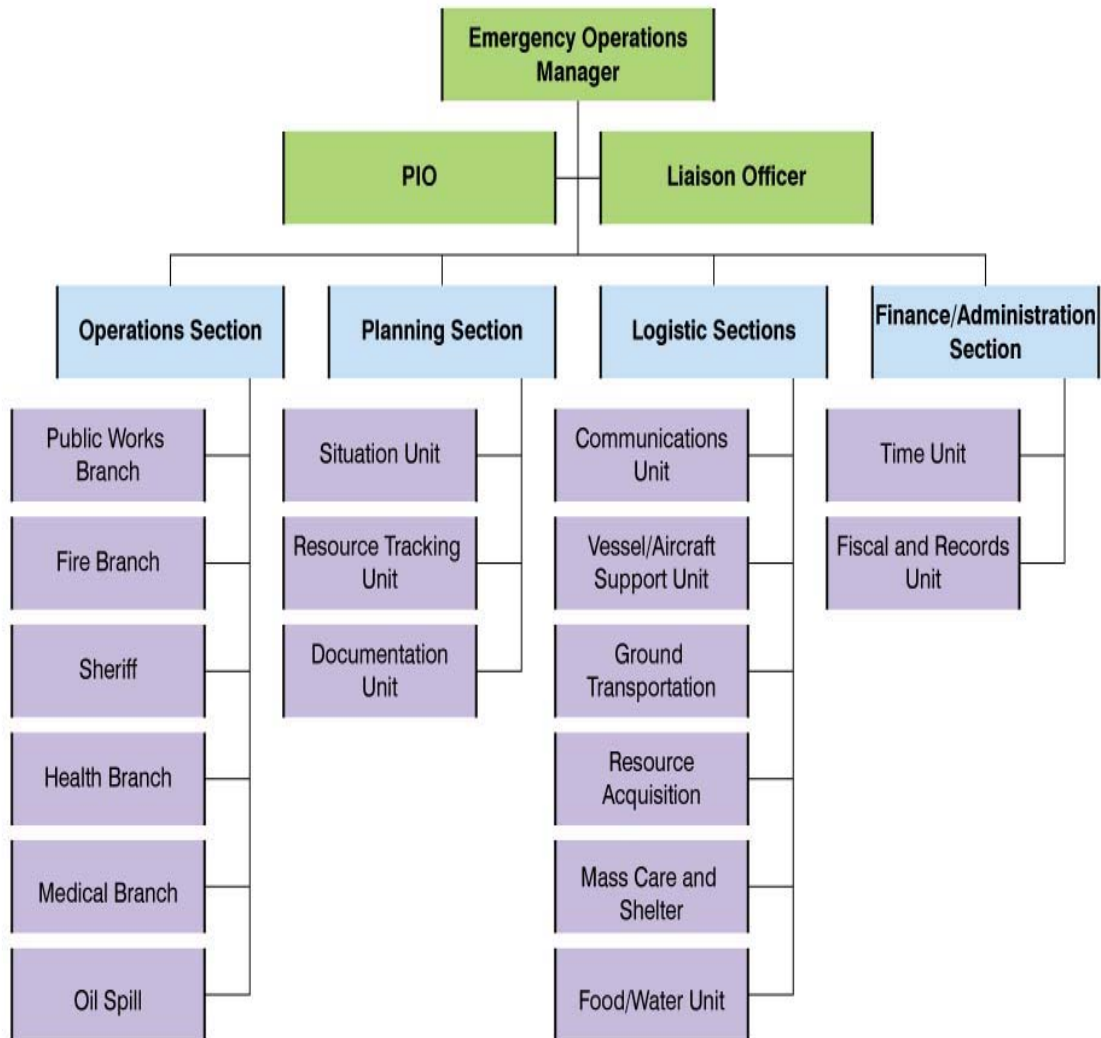 Emergency Operations
Manager
PIO
Liaison Officer
Operations Section
Planning Section
Logistic Sections
Finance/Administration
Section
Public Works
Branch
Fire Branch
Sheriff
Health Branch
Medical Branch
Oil Spill
Situation Unit
Resource Tracking
Unit
Documentation
Unit
Communications
Unit
Vessel/Aircraft
Support Unit
Ground
Transportation
Resource
Acquisition
Mass Care and
Shelter
Food/Water Unit
Time Unit
Fiscal and Records
Unit